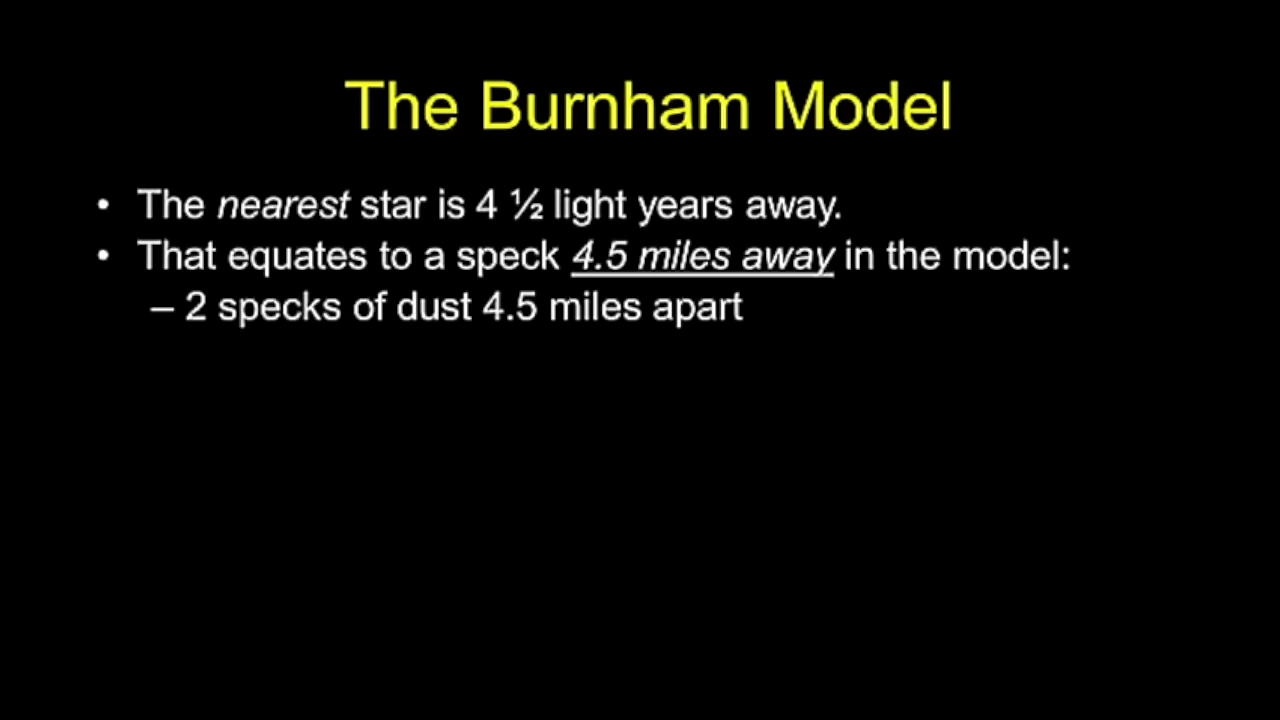 The Burnham Model
• The nearest star is 4 ½ light years away.
• That equates to a speck 4.5 miles away in the model:
– 2 specks of dust 4.5 miles apart